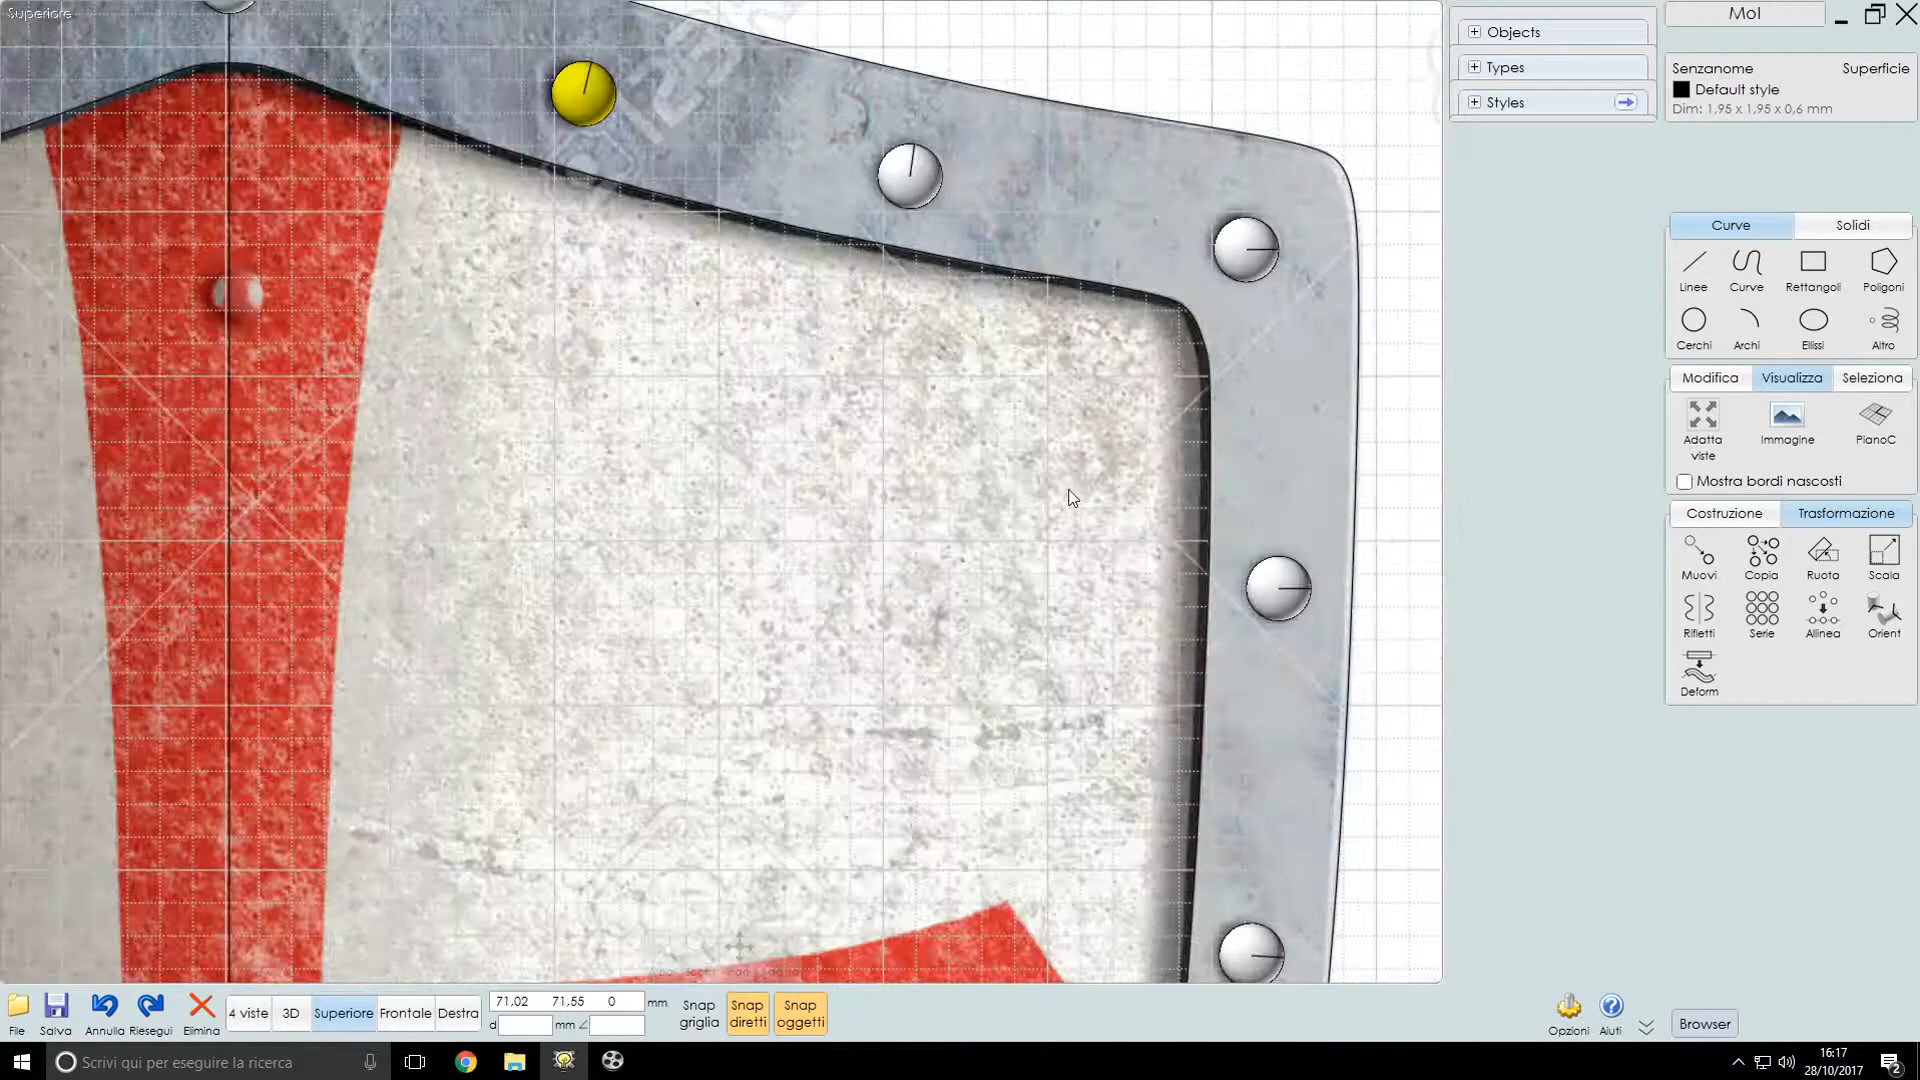 Superiore
MoI
Objects
Types
Styles
Senzanome Superficie
Default style
Dim: 1,95 x 1,95 x 0,6 mm
Curve Solidi
Linee Curve Rettangoli Poligoni
Cerchi Archi Ellissi Altro
Modifica Visualizza Seleziona
Adatta viste Immagine PianoC
Mostra bordi nascosti
Costruzione Trasformazione
Muovi Copia Ruota Scala
Rifletti Serie Allinea Orient
Deform
File Salva Annulla Riesegui Elimina
4 viste 3D Superiore Frontale Destra
71,02 71,55 0 mm
d mm
Snap griglia Snap diretti Snap oggetti
Opzioni Aiuti Browser
Scrivi qui per eseguire la ricerca
16:17
28/10/2017
2